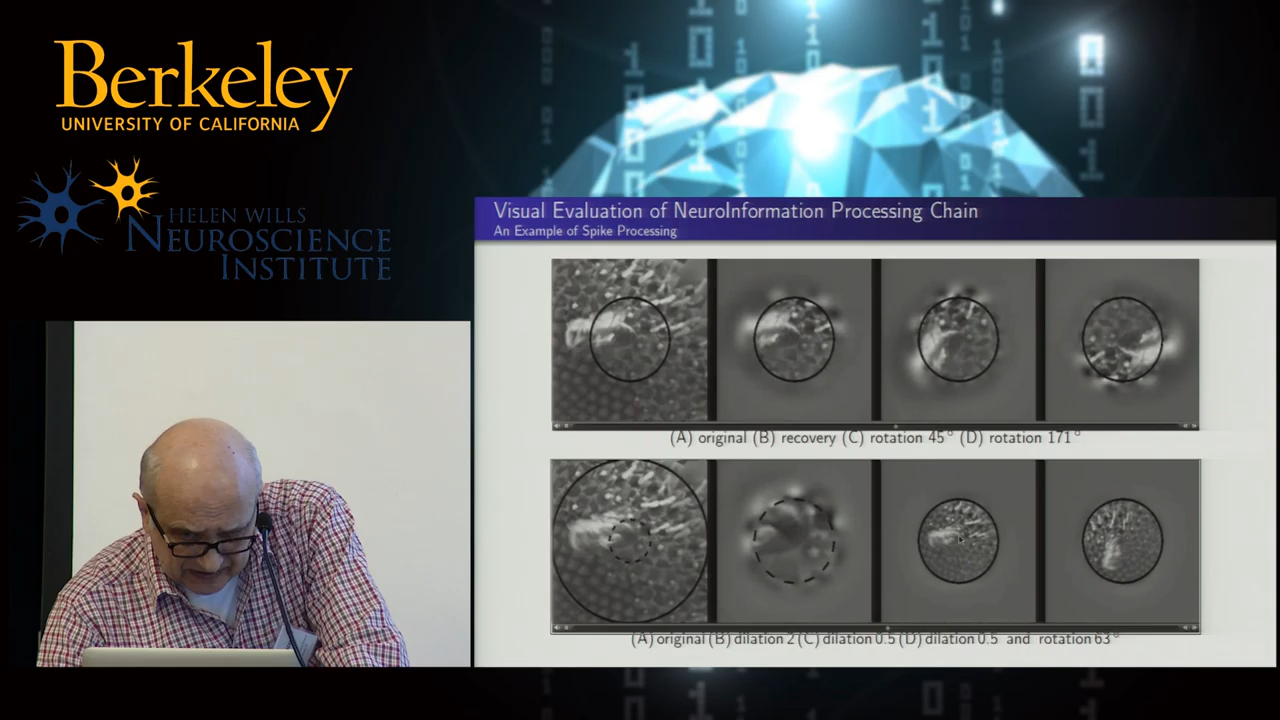 Berkeley
UNIVERSITY OF CALIFORNIA
HELEN WILLS
NEUROSCIENCE
INSTITUTE
Visual Evaluation of NeuroInformation Processing Chain
An Example of Spike Processing
(A) original (B) recovery (C) rotation 45° (D) rotation 171°
(A) original (B) dilation 2 (C) dilation 0.5 (D) dilation 0.5 and rotation 63°